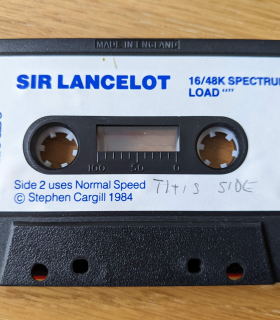 MADE IN ENGLAND
SIR LANCELOT
16/48K SPECTRUM
LOAD “”
100 50 0
Side 2 uses Normal Speed
THIS SIDE
© Stephen Cargill 1984